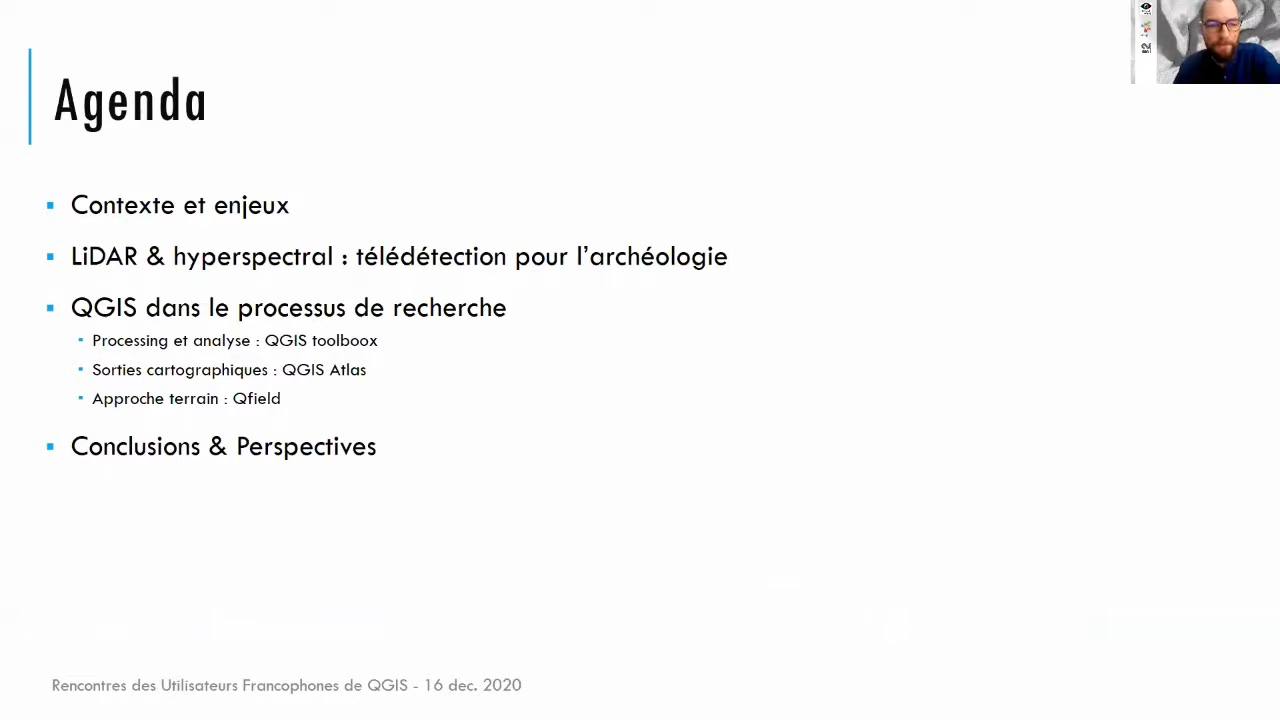 Agenda
Contexte et enjeux
LiDAR & hyperspectral : télédétection pour l’archéologie
QGIS dans le processus de recherche
Processing et analyse : QGIS toolboox
Sorties cartographiques : QGIS Atlas
Approche terrain : Qfield
Conclusions & Perspectives
Rencontres des Utilisateurs Francophones de QGIS - 16 dec. 2020